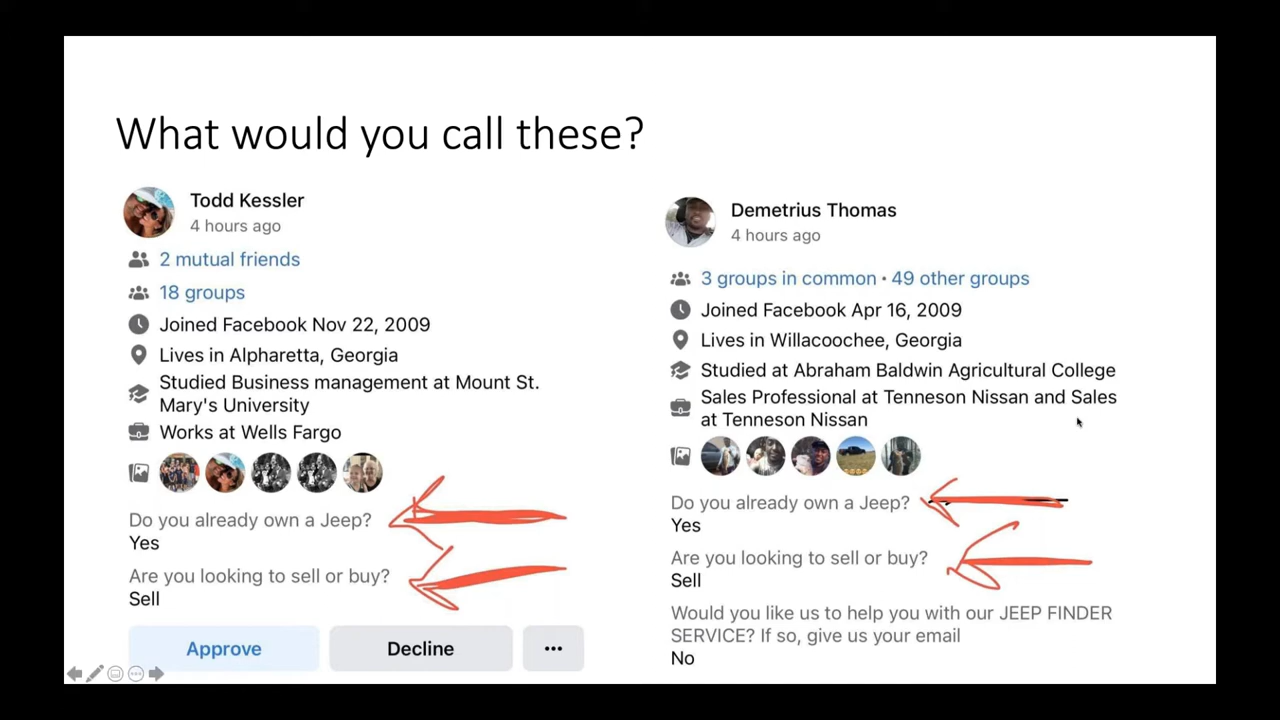 What would you call these?
Todd Kessler
4 hours ago
2 mutual friends
18 groups
Joined Facebook Nov 22, 2009
Lives in Alpharetta, Georgia
Studied Business management at Mount St.
Mary's University
Works at Wells Fargo
Do you already own a Jeep?
Yes
Are you looking to sell or buy?
Sell
Approve
Decline
Demetrius Thomas
4 hours ago
3 groups in common • 49 other groups
Joined Facebook Apr 16, 2009
Lives in Willacoochee, Georgia
Studied at Abraham Baldwin Agricultural College
Sales Professional at Tenneson Nissan and Sales
at Tenneson Nissan
Do you already own a Jeep?
Yes
Are you looking to sell or buy?
Sell
Would you like us to help you with our JEEP FINDER
SERVICE? If so, give us your email
No